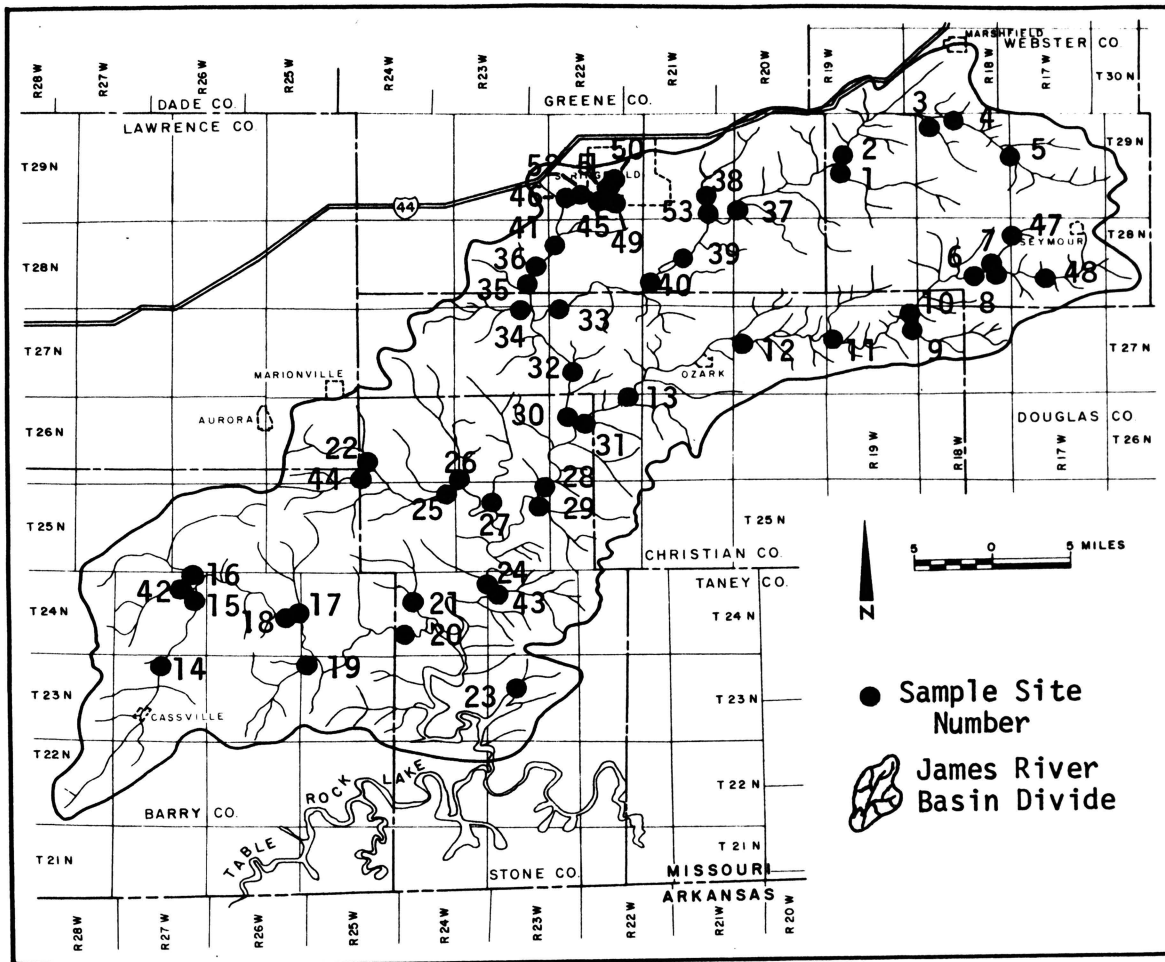 MARSHFIELD
WEBSTER CO.
R28W
R27W
R26W
R25W
R24W
R23W
R22W
R21W
R20W
R19W
R18W
R17W
T30N
DADE CO.
GREENE CO.
LAWRENCE CO.
3
4
T29N
50
2
5
T29N
SPRINGFIELD
1
38
46
44
53
37
47
41
45
49
SEYMOUR
T28N
T28N
36
39
7
6
48
35
40
8
10
34
33
12
11
9
T27N
T27N
32
OZARK
MARIONVILLE
13
AURORA
30
31
DOUGLAS CO.
T26N
T26N
22
26
R19W
R18W
R17W
44
28
25
27
29
T25N
T25N
5 0 5 MILES
CHRISTIAN CO.
16
24
TANEY CO.
42
15
17
21
43
N
T24N
18
20
T24N
14
19
T23N
23
T23N
Sample Site
Number
CASSVILLE
T22N
James River
Basin Divide
T22N
BARRY CO.
TABLE ROCK LAKE
T21N
T21N
STONE CO.
MISSOURI
ARKANSAS
R28W
R27W
R26W
R25W
R24W
R23W
R22W
R21W
R20W